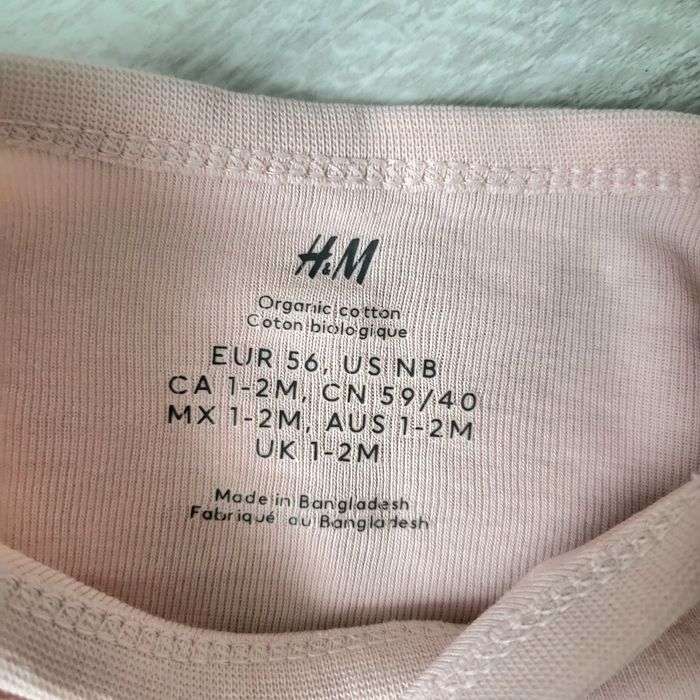 H&M
Organic cotton
Coton biologique
EUR 56, US NB
CA 1-2M, CN 59/40
MX 1-2M, AUS 1-2M
UK 1-2M
Made in Bangladesh
Fabriqué au Bangladesh